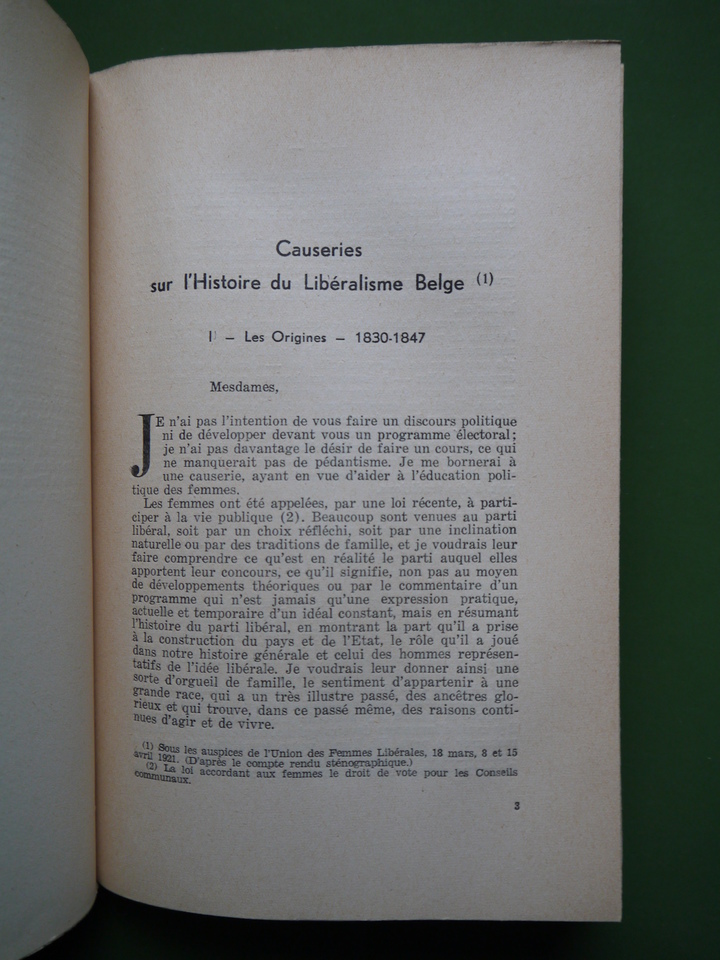 Causeries
sur l'Histoire du Libéralisme Belge (1)
I — Les Origines — 1830-1847
Mesdames,
JE n'ai pas l'intention de vous faire un discours politique
ni de développer devant vous un programme électoral;
je n'ai pas davantage le désir de faire un cours, ce qui
ne manquerait pas de pédantisme. Je me bornerai à
une causerie, ayant en vue d'aider à l'éducation poli-
tique des femmes.
Les femmes ont été appelées, par une loi récente, à parti-
ciper à la vie publique (2). Beaucoup sont venues au parti
libéral, soit par un choix réfléchi, soit par une inclination
naturelle ou par des traditions de famille, et je voudrais leur
faire comprendre ce qu'est en réalité le parti auquel elles
apportent leur concours, ce qu'il signifie, non pas au moyen
de développements théoriques ou par le commentaire d'un
programme qui n'est jamais qu'une expression pratique,
actuelle et temporaire d'un idéal constant, mais en résumant
l'histoire du parti libéral, en montrant la part qu'il a prise
à la construction du pays et de l'Etat, le rôle qu'il a joué
dans notre histoire générale et celui des hommes représen-
tatifs de l'idée libérale. Je voudrais leur donner ainsi une
sorte d'orgueil de famille, le sentiment d'appartenir à une
grande race, qui a un très illustre passé, des ancêtres glo-
rieux et qui trouve, dans ce passé même, des raisons conti-
nues d'agir et de vivre.
(1) Sous les auspices de l'Union des Femmes Libérales, 18 mars, 8 et 15
avril 1921. (D'après le compte rendu sténographique.)
(2) La loi accordant aux femmes le droit de vote pour les Conseils
communaux.
3